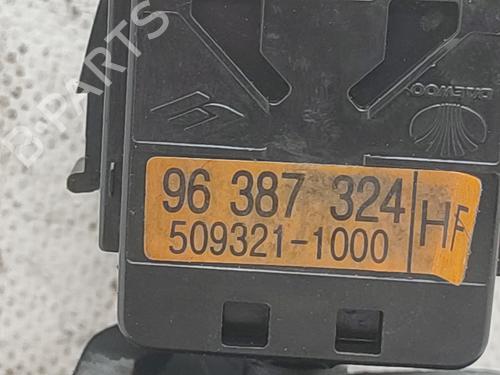 B-PARTS
DAEWOO
96 387 324
HF
509321-1000